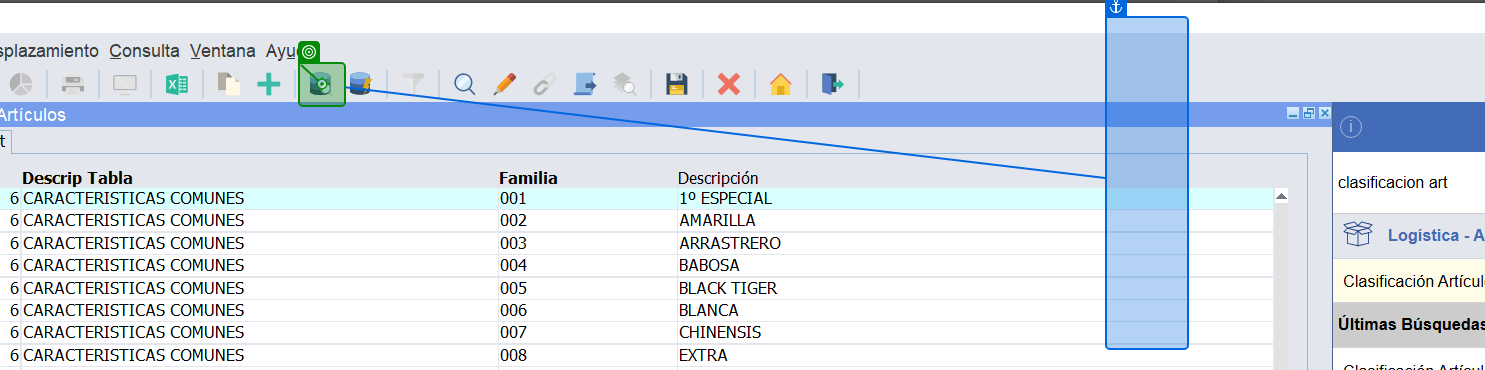 splazamiento Consulta Ventana Ayu
Artículos
t
Descrip Tabla Familia Descripción
6 CARACTERISTICAS COMUNES 001 1º ESPECIAL
6 CARACTERISTICAS COMUNES 002 AMARILLA
6 CARACTERISTICAS COMUNES 003 ARRASTRERO
6 CARACTERISTICAS COMUNES 004 BABOSA
6 CARACTERISTICAS COMUNES 005 BLACK TIGER
6 CARACTERISTICAS COMUNES 006 BLANCA
6 CARACTERISTICAS COMUNES 007 CHINENSIS
6 CARACTERISTICAS COMUNES 008 EXTRA
clasificacion art
Logística - A
Clasificación Artícul
Últimas Búsquedas
Clasificación Artícul